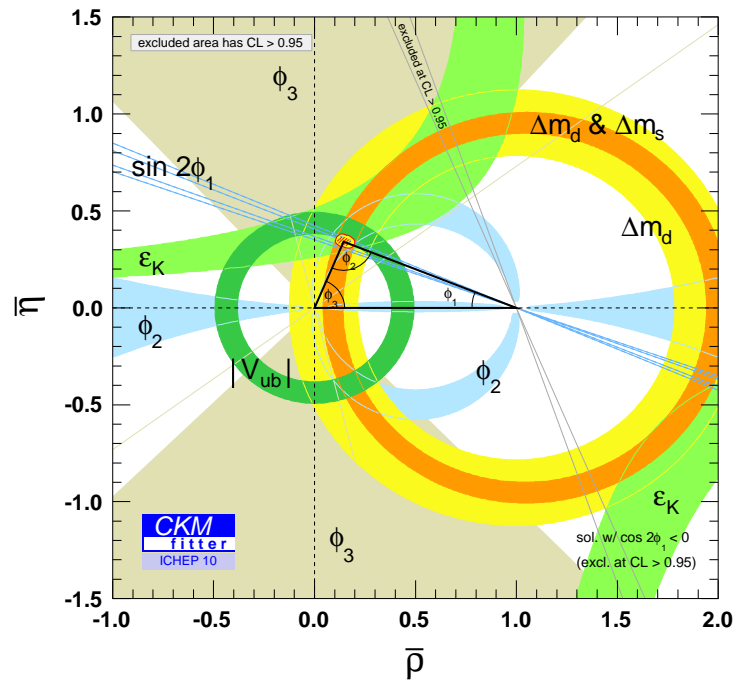 excluded area has CL > 0.95
excluded at CL > 0.95
ϕ3
Δmd & Δms
sin 2ϕ1
Δmd
εK
ϕ2
ϕ2
ϕ3
ϕ1
ϕ2
ϕ2
|Vub|
εK
ϕ3
sol. w/ cos 2ϕ1 < 0
(excl. at CL > 0.95)
CKM
fitter
ICHEP 10
1.5
1.0
0.5
0.0
-0.5
-1.0
-1.5
η̅
-1.0 -0.5 0.0 0.5 1.0 1.5 2.0
ρ̅